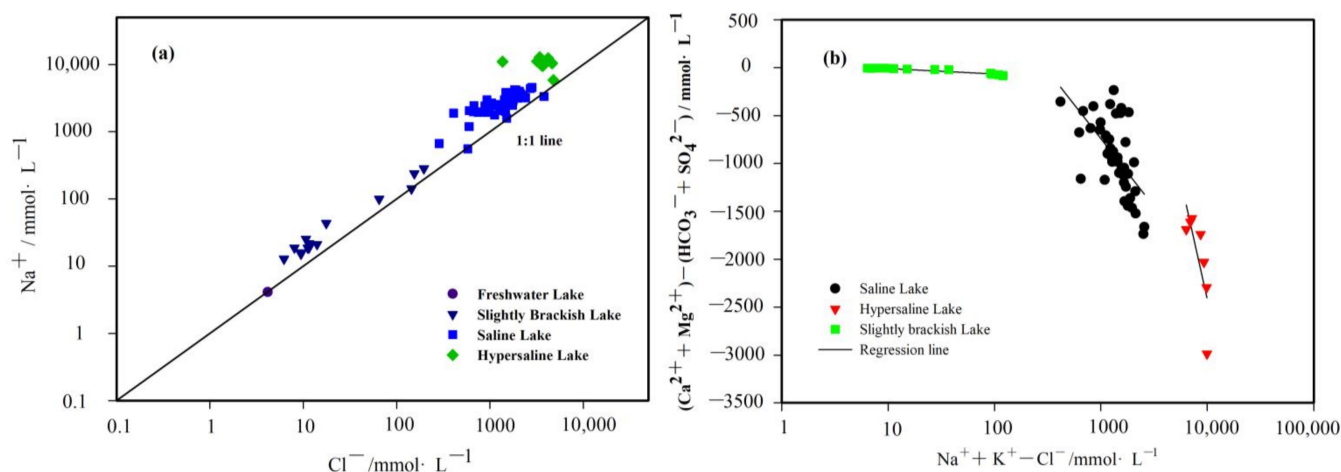 (a)
10,000
1000
100
10
1
0.1
Na⁺ / mmol· L⁻¹
1:1 line
Freshwater Lake
Slightly Brackish Lake
Saline Lake
Hypersaline Lake
0.1 1 10 100 1000 10,000
Cl⁻/mmol· L⁻¹
(b)
500
0
−500
−1000
−1500
−2000
−2500
−3000
−3500
(Ca²⁺ + Mg²⁺) − (HCO₃⁻ + SO₄²⁻) / mmol· L⁻¹
Saline Lake
Hypersaline Lake
Slightly brackish Lake
Regression line
1 10 100 1000 10,000 100,000
Na⁺ + K⁺ − Cl⁻/mmol· L⁻¹